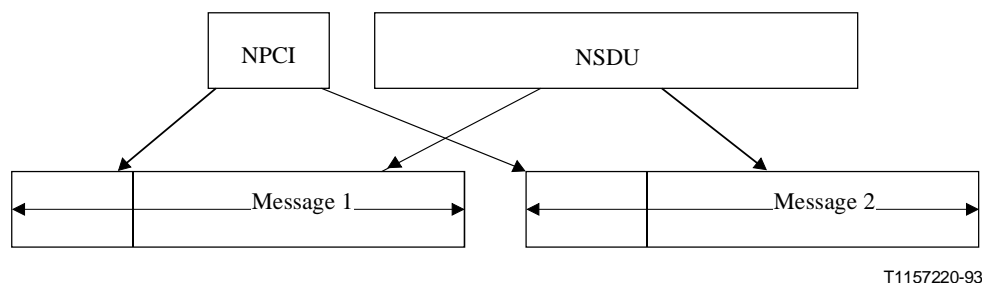 NPCI
NSDU
Message 1
Message 2
T1157220-93